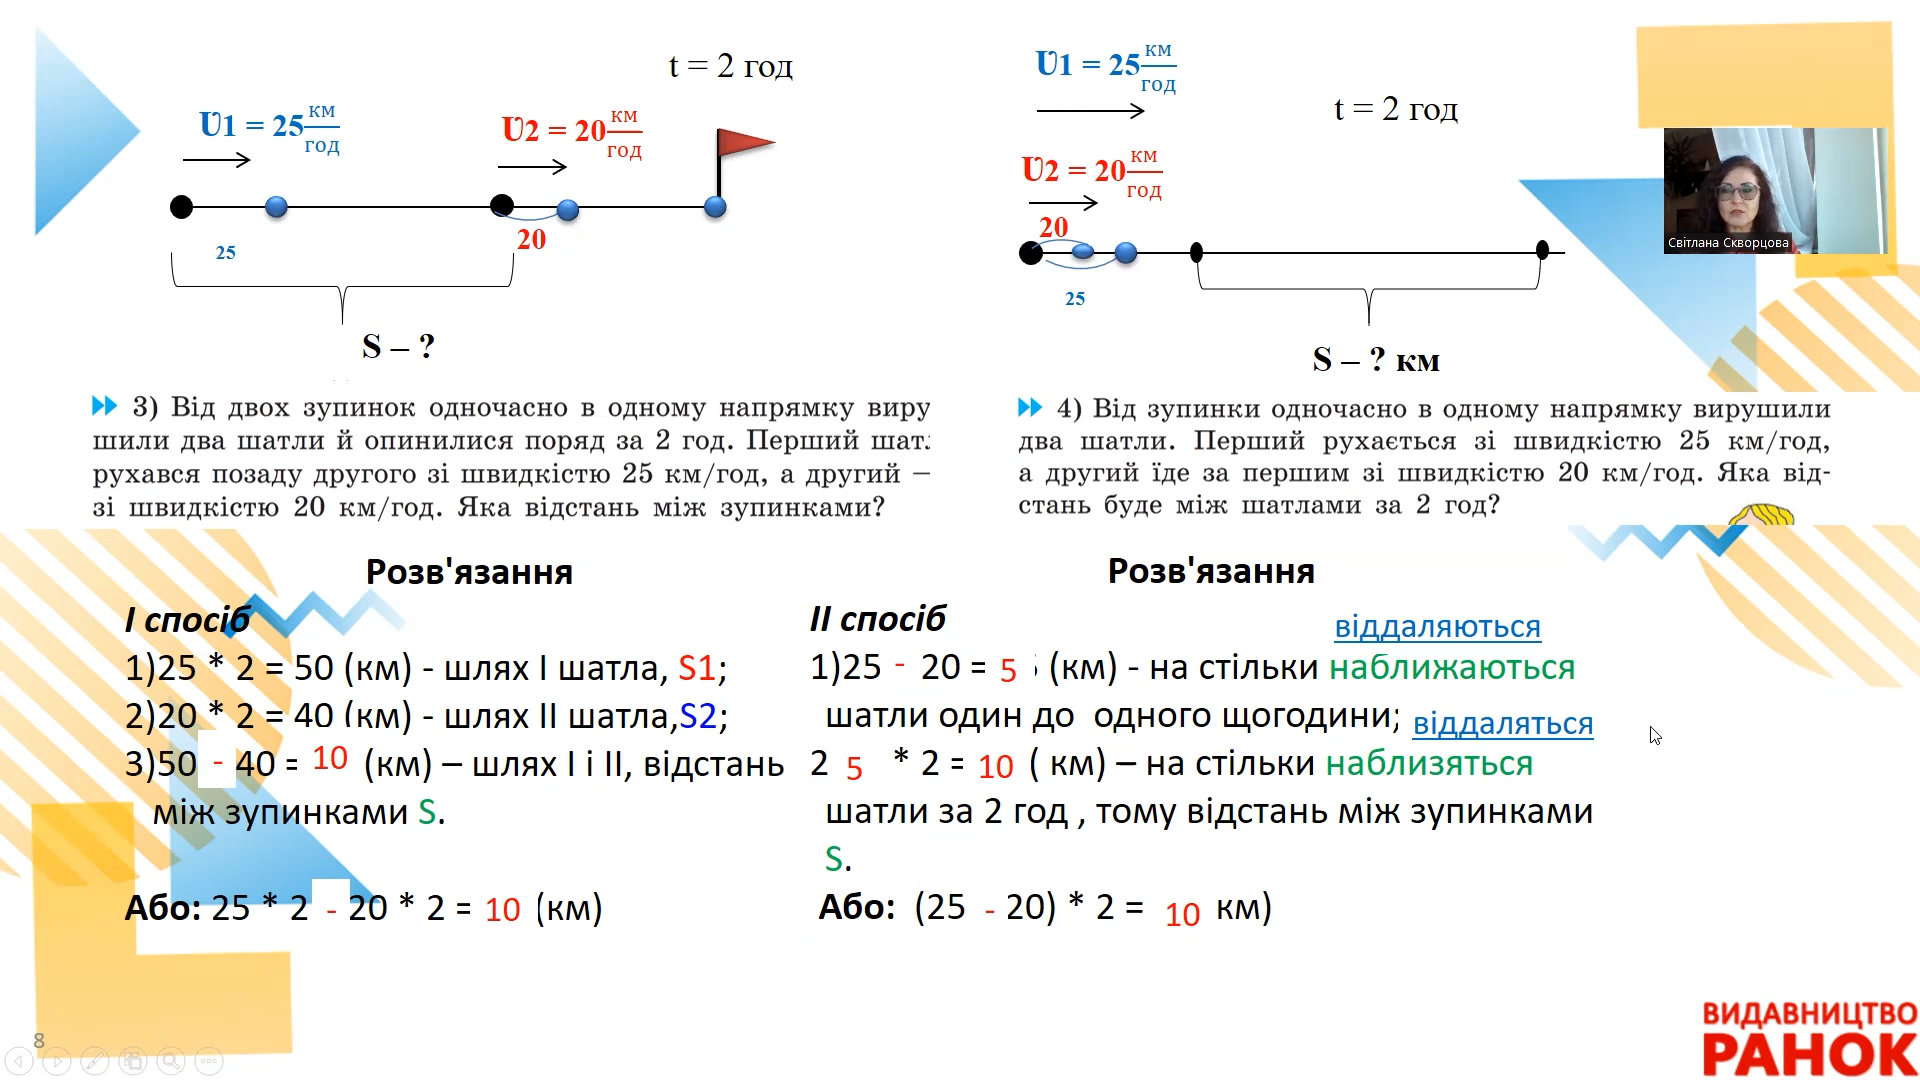 t = 2 год
Ʋ1 = 25 км/год
Ʋ2 = 20 км/год
25
20
S – ?
3) Від двох зупинок одночасно в одному напрямку виру
шили два шатли й опинилися поряд за 2 год. Перший шат
рухався позаду другого зі швидкістю 25 км/год, а другий –
зі швидкістю 20 км/год. Яка відстань між зупинками?
Ʋ1 = 25 км/год
t = 2 год
Ʋ2 = 20 км/год
20
25
S – ? км
4) Від зупинки одночасно в одному напрямку вирушили
два шатли. Перший рухається зі швидкістю 25 км/год,
а другий їде за першим зі швидкістю 20 км/год. Яка від-
стань буде між шатлами за 2 год?
Світлана Скворцова
Розв'язання
І спосіб
1)25 * 2 = 50 (км) - шлях І шатла, S1;
2)20 * 2 = 40 (км) - шлях ІІ шатла,S2;
3)50 - 40 = 10 (км) – шлях І і ІІ, відстань
між зупинками S.
Або: 25 * 2 - 20 * 2 = 10 (км)
Розв'язання
ІІ спосіб
віддаляються
1)25 - 20 = 5 (км) - на стільки наближаються
шатли один до одного щогодини; віддаляться
2 5 * 2 = 10 ( км) – на стільки наблизяться
шатли за 2 год , тому відстань між зупинками
S.
Або: (25 - 20) * 2 = 10 км)
8
ВИДАВНИЦТВО
РАНОК